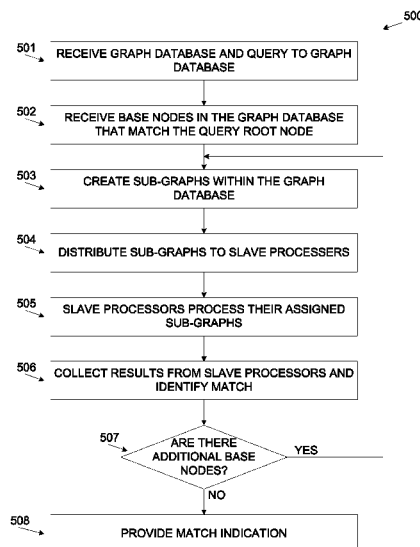 500
501
RECEIVE GRAPH DATABASE AND QUERY TO GRAPH
DATABASE
502
RECEIVE BASE NODES IN THE GRAPH DATABASE
THAT MATCH THE QUERY ROOT NODE
503
CREATE SUB-GRAPHS WITHIN THE GRAPH
DATABASE
504
DISTRIBUTE SUB-GRAPHS TO SLAVE PROCESSERS
505
SLAVE PROCESSORS PROCESS THEIR ASSIGNED
SUB-GRAPHS
506
COLLECT RESULTS FROM SLAVE PROCESSORS AND
IDENTIFY MATCH
507
ARE THERE
ADDITIONAL BASE
NODES?
YES
NO
508
PROVIDE MATCH INDICATION